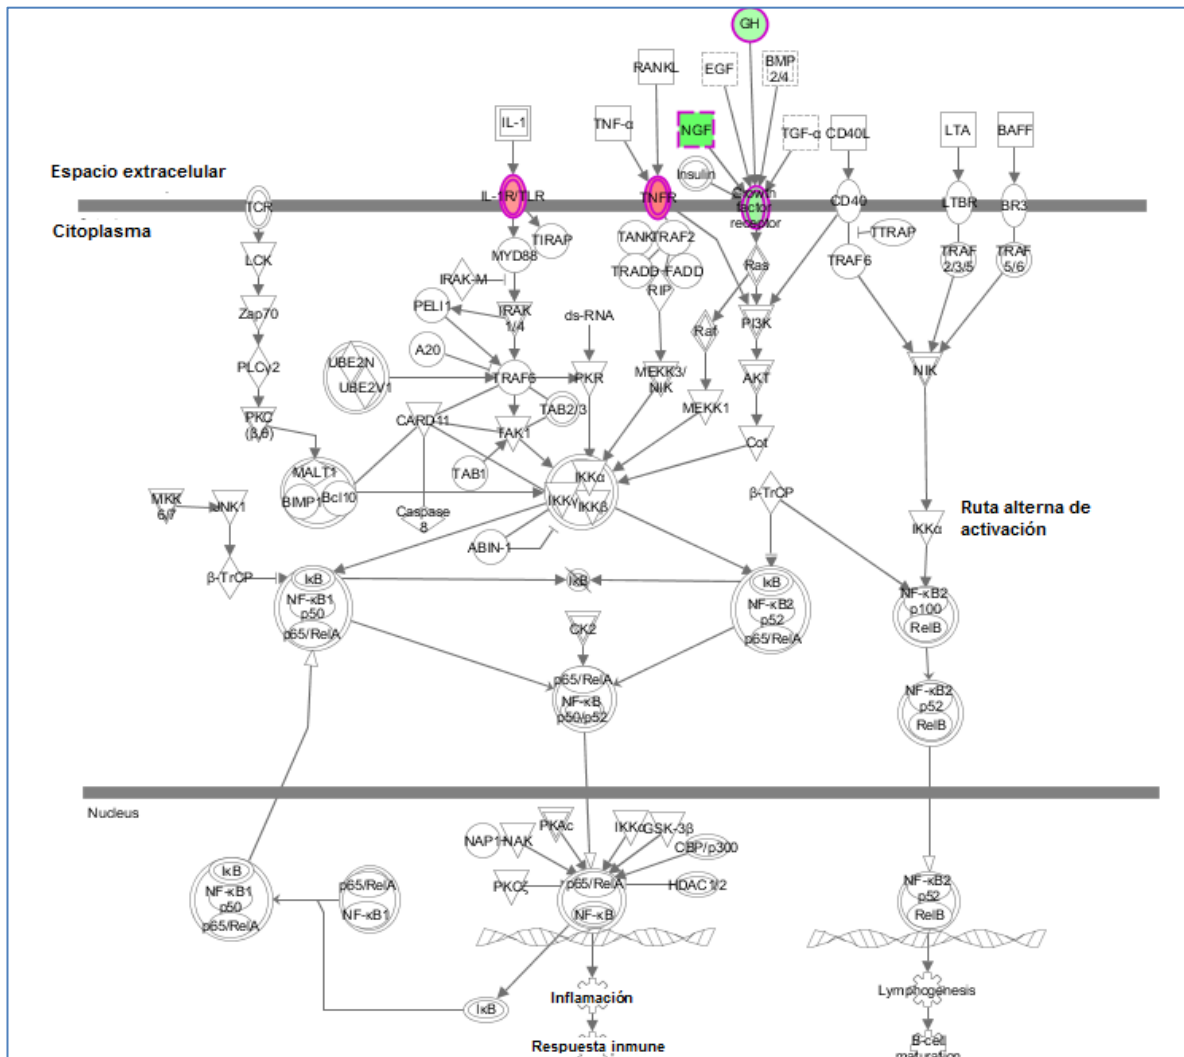 GH
RANKL
EGF
BMP
2/4
IL-1
TNF-α
NGF
TGF-α
CD40L
LTA
BAFF
Espacio extracelular
Insulin
TCR
IL-1R/TLR
TNFR
Growth
factor
receptor
CD40
LTBR
BR3
Citoplasma
TIRAP
TANK
TRAF2
TTRAP
LCK
MYD88
TRADD
FADD
Ras
TRAF6
TRAF
2/3/5
TRAF
5/6
IRAK-M
RIP
Zap70
PELI1
IRAK
1/4
ds-RNA
Raf
PI3K
A20
UBE2N
UBE2V1
PLCγ2
TRAF6
PKR
MEKK3/
NIK
AKT
NIK
PKC
(β,θ)
CARD11
TAB2/3
MEKK1
TAK1
Cot
MALT1
BIMP1
Bcl10
TAB1
IKKα
IKKγ
IKKβ
β-TrCP
MKK
6/7
JNK1
Caspase
8
Ruta alterna de
activación
IKKα
ABIN-1
β-TrCP
IκB
NF-κB1
p50
p65/RelA
IκB
IκB
NF-κB2
p52
p65/RelA
NF-κB2
p100
RelB
CK2
p65/RelA
NF-κB
p50/p52
NF-κB2
p52
RelB
Nucleus
NAP1
NAK
PKAc
IKKα
GSK-3β
CBP/p300
IκB
NF-κB1
p50
p65/RelA
p65/RelA
NF-κB1
PKCζ
p65/RelA
NF-κB
HDAC1/2
NF-κB2
p52
RelB
IκB
Inflamación
Lymphogenesis
Respuesta inmune
B-cell
maturation